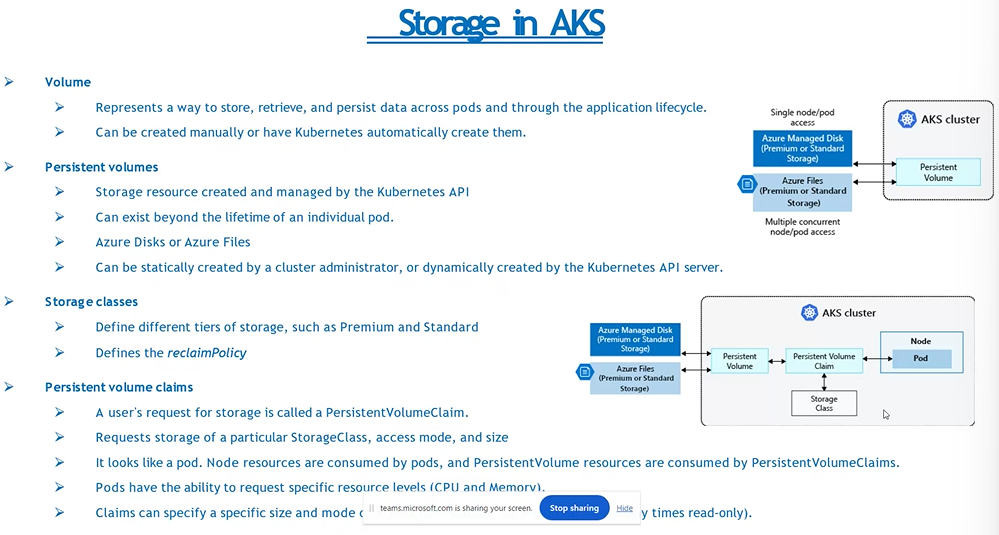 Storage in AKS
Volume
Represents a way to store, retrieve, and persist data across pods and through the application lifecycle.
Can be created manually or have Kubernetes automatically create them.
Persistent volumes
Storage resource created and managed by the Kubernetes API
Can exist beyond the lifetime of an individual pod.
Azure Disks or Azure Files
Can be statically created by a cluster administrator, or dynamically created by the Kubernetes API server.
Storage classes
Define different tiers of storage, such as Premium and Standard
Defines the reclaimPolicy
Persistent volume claims
A user's request for storage is called a PersistentVolumeClaim.
Requests storage of a particular StorageClass, access mode, and size
It looks like a pod. Node resources are consumed by pods, and PersistentVolume resources are consumed by PersistentVolumeClaims.
Pods have the ability to request specific resource levels (CPU and Memory).
Claims can specify a specific size and mode
times read-only).
Single node/pod
access
Azure Managed Disk
(Premium or Standard
Storage)
Azure Files
(Premium or Standard
Storage)
Multiple concurrent
node/pod access
AKS cluster
Persistent
Volume
AKS cluster
Azure Managed Disk
(Premium or Standard
Storage)
Azure Files
(Premium or Standard
Storage)
Persistent
Volume
Persistent Volume
Claim
Node
Pod
Storage
Class
teams.microsoft.com is sharing your screen.
Stop sharing
Hide